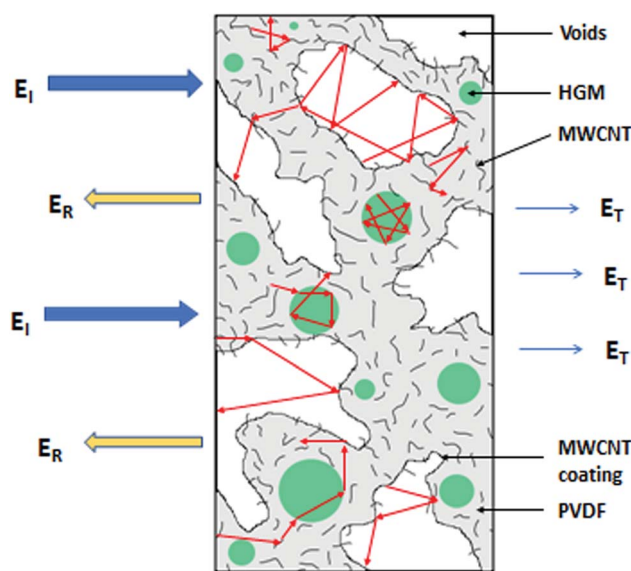 Voids
HGM
MWCNT
E_I
E_R
E_T
E_T
E_I
E_T
E_R
MWCNT
coating
PVDF